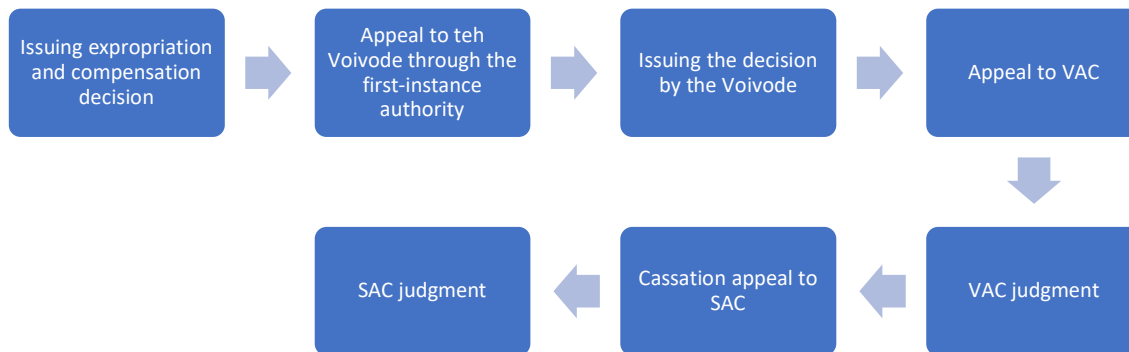 Issuing expropriation
and compensation
decision
Appeal to teh
Voivode through the
first-instance
authority
Issuing the decision
by the Voivode
Appeal to VAC
VAC judgment
Cassation appeal to
SAC
SAC judgment